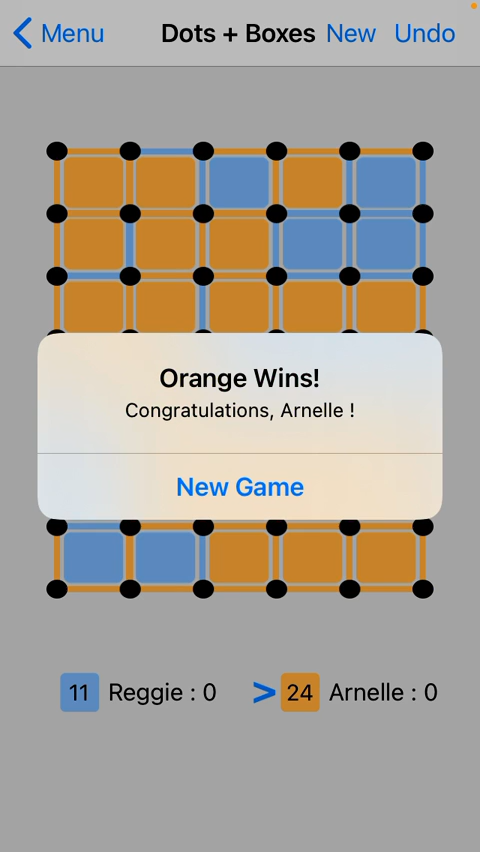 Menu Dots + Boxes New Undo
Orange Wins!
Congratulations, Arnelle !
New Game
11 Reggie : 0 > 24 Arnelle : 0